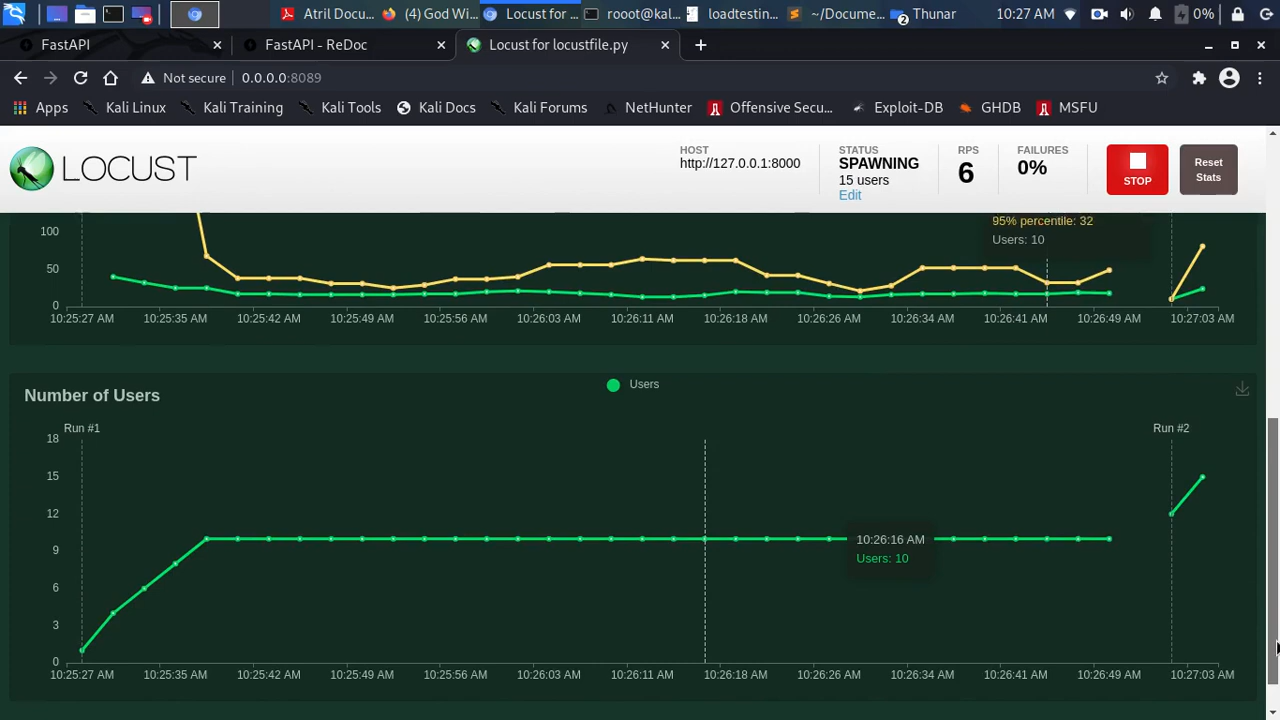 Atril Docu...
(4) God Wi...
Locust for ...
rooot@kal...
loadtestin...
~/Docume...
2 Thunar
10:27 AM
0%
FastAPI
FastAPI - ReDoc
Locust for locustfile.py
Not secure
0.0.0.0:8089
Apps
Kali Linux
Kali Training
Kali Tools
Kali Docs
Kali Forums
NetHunter
Offensive Secu...
Exploit-DB
GHDB
MSFU
LOCUST
HOST
http://127.0.0.1:8000
STATUS
SPAWNING
15 users
Edit
RPS
6
FAILURES
0%
STOP
Reset
Stats
95% percentile: 32
Users: 10
100
50
0
10:25:27 AM 10:25:35 AM 10:25:42 AM 10:25:49 AM 10:25:56 AM 10:26:03 AM 10:26:11 AM 10:26:18 AM 10:26:26 AM 10:26:34 AM 10:26:41 AM 10:26:49 AM 10:27:03 AM
Number of Users
Users
Run #1
Run #2
18
15
12
9
6
3
0
10:26:16 AM
Users: 10
10:25:27 AM 10:25:35 AM 10:25:42 AM 10:25:49 AM 10:25:56 AM 10:26:03 AM 10:26:11 AM 10:26:18 AM 10:26:26 AM 10:26:34 AM 10:26:41 AM 10:26:49 AM 10:27:03 AM